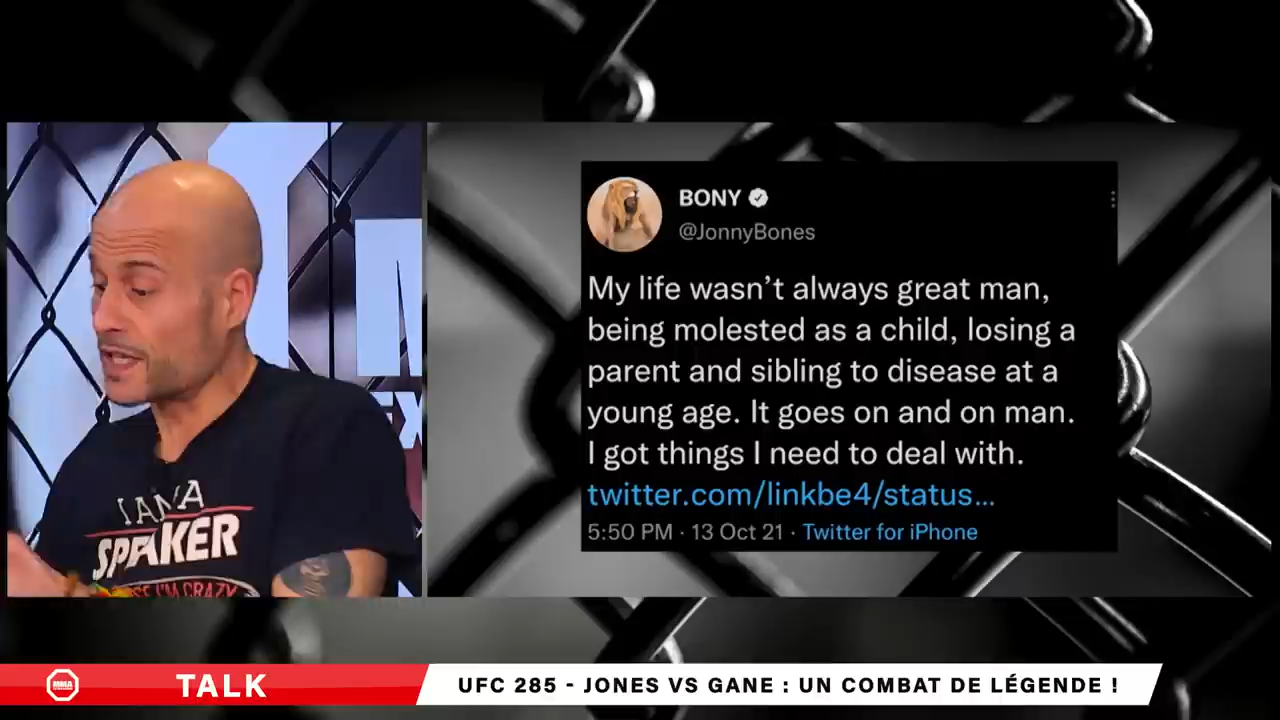 BONY
@JonnyBones
My life wasn’t always great man,
being molested as a child, losing a
parent and sibling to disease at a
young age. It goes on and on man.
I got things I need to deal with.
twitter.com/linkbe4/status...
5:50 PM · 13 Oct 21 · Twitter for iPhone
I AM A
SPEAKER
I'M CRAZY
MMA
TALK
UFC 285 - JONES VS GANE : UN COMBAT DE LÉGENDE !